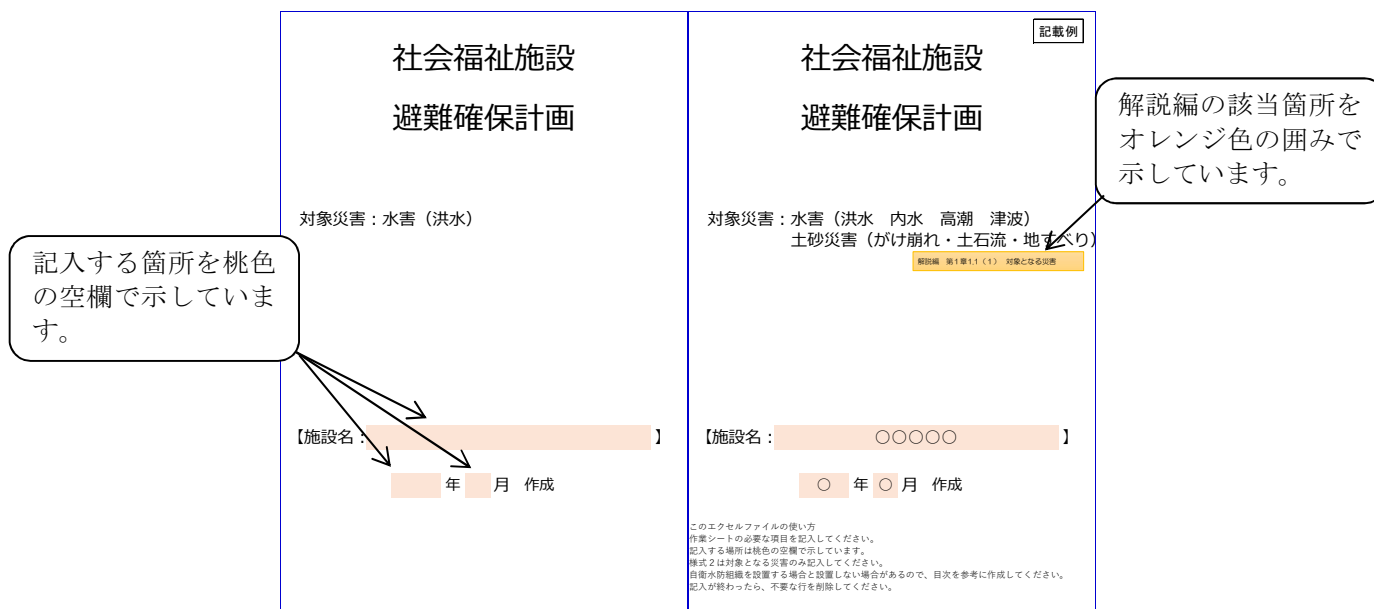 社会福祉施設
避難確保計画
対象災害：水害（洪水）
記入する箇所を桃色
の空欄で示していま
す。
【施設名： 】
年 月 作成
記載例
社会福祉施設
避難確保計画
解説編の該当箇所を
オレンジ色の囲みで
示しています。
対象災害：水害（洪水 内水 高潮 津波）
土砂災害（がけ崩れ・土石流・地すべり）
解説編 第１章1.1（１） 対象となる災害
【施設名： ○○○○○ 】
○ 年 ○ 月 作成
このエクセルファイルの使い方
作業シートの必要な項目を記入してください。
記入する場所は桃色の空欄で示しています。
様式２は対象となる災害のみ記入してください。
自衛水防組織を設置する場合と設置しない場合があるので、目次を参考に作成してください。
記入が終わったら、不要な行を削除してください。